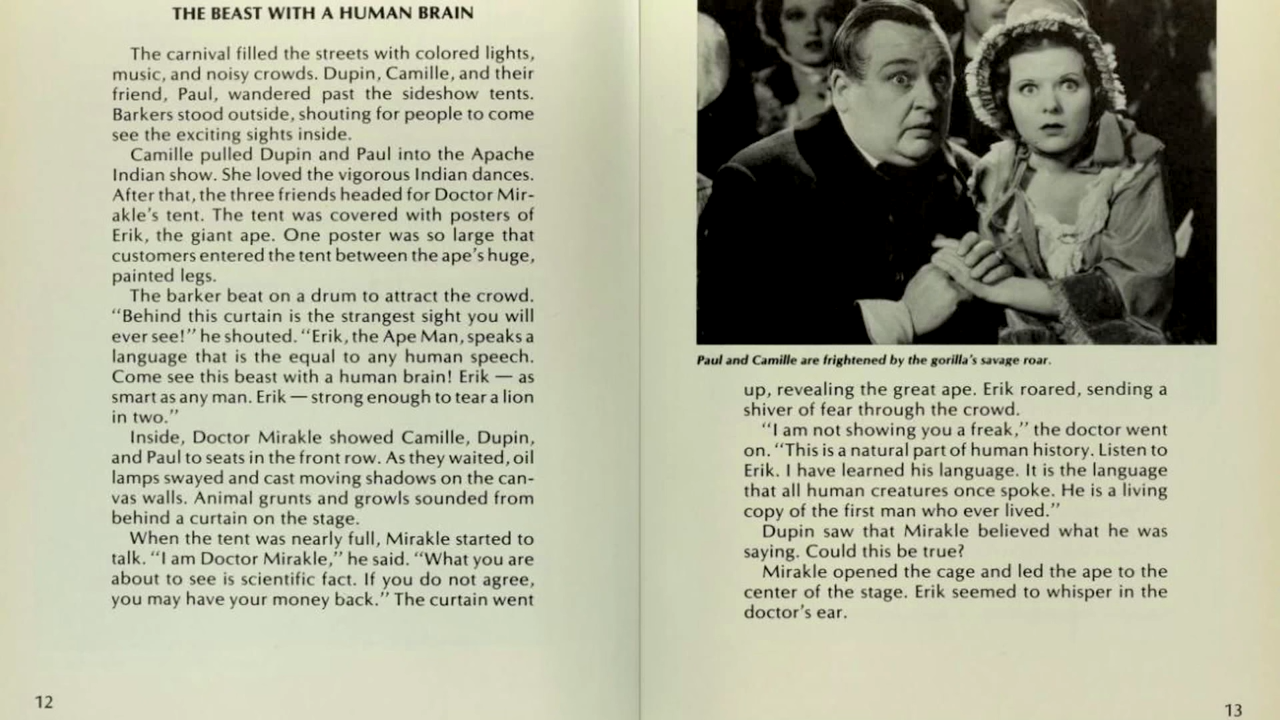 THE BEAST WITH A HUMAN BRAIN
The carnival filled the streets with colored lights,
music, and noisy crowds. Dupin, Camille, and their
friend, Paul, wandered past the sideshow tents.
Barkers stood outside, shouting for people to come
see the exciting sights inside.
Camille pulled Dupin and Paul into the Apache
Indian show. She loved the vigorous Indian dances.
After that, the three friends headed for Doctor Mir-
akle's tent. The tent was covered with posters of
Erik, the giant ape. One poster was so large that
customers entered the tent between the ape's huge,
painted legs.
The barker beat on a drum to attract the crowd.
"Behind this curtain is the strangest sight you will
ever see!" he shouted. "Erik, the Ape Man, speaks a
language that is the equal to any human speech.
Come see this beast with a human brain! Erik — as
smart as any man. Erik — strong enough to tear a lion
in two."
Inside, Doctor Mirakle showed Camille, Dupin,
and Paul to seats in the front row. As they waited, oil
lamps swayed and cast moving shadows on the can-
vas walls. Animal grunts and growls sounded from
behind a curtain on the stage.
When the tent was nearly full, Mirakle started to
talk. "I am Doctor Mirakle," he said. "What you are
about to see is scientific fact. If you do not agree,
you may have your money back." The curtain went
12
Paul and Camille are frightened by the gorilla's savage roar.
up, revealing the great ape. Erik roared, sending a
shiver of fear through the crowd.
"I am not showing you a freak," the doctor went
on. "This is a natural part of human history. Listen to
Erik. I have learned his language. It is the language
that all human creatures once spoke. He is a living
copy of the first man who ever lived."
Dupin saw that Mirakle believed what he was
saying. Could this be true?
Mirakle opened the cage and led the ape to the
center of the stage. Erik seemed to whisper in the
doctor's ear.
13